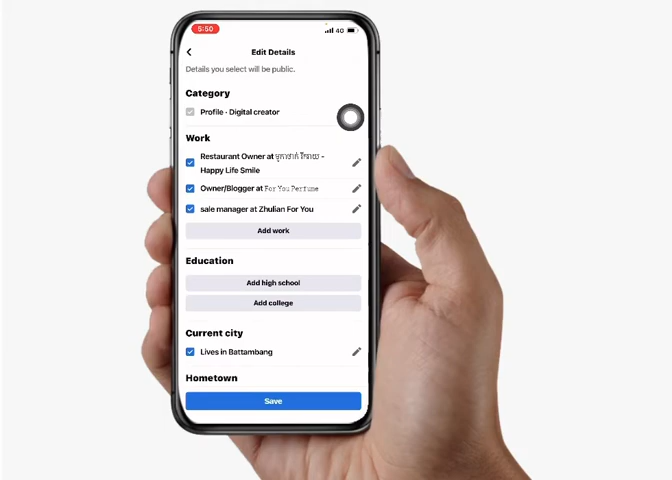 5:50
4G
Edit Details
Details you select will be public.
Category
Profile · Digital creator
Work
Restaurant Owner at
Happy Life Smile
Owner/Blogger at For You Perfume
sale manager at Zhulian For You
Add work
Education
Add high school
Add college
Current city
Lives in Battambang
Hometown
Save